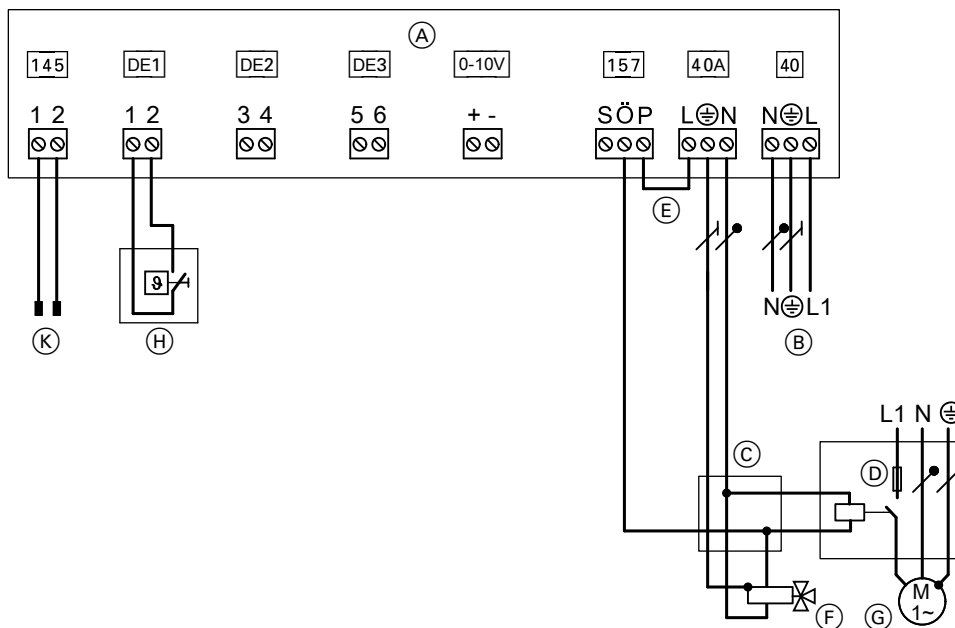 A
145 DE1 DE2 DE3 0-10V 157 40A 40
1 2 1 2 3 4 5 6 + - S Ö P L ⏚ N N ⏚ L
E
ϑ
N ⏚ L1
K H B
L1 N ⏚
C D
M
1~
F G